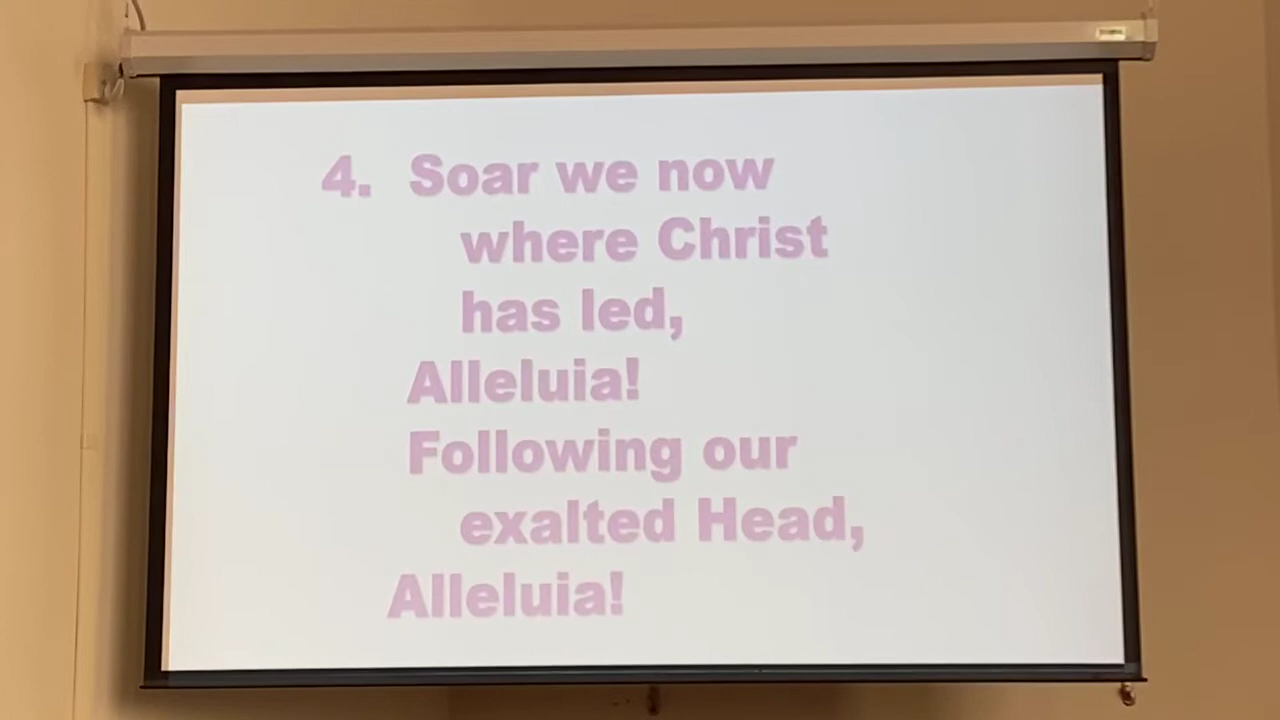 4. Soar we now
where Christ
has led,
Alleluia!
Following our
exalted Head,
Alleluia!